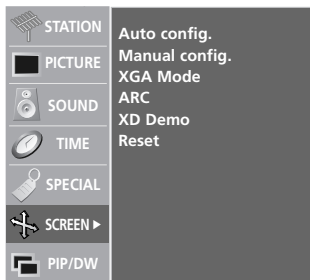 STATION
PICTURE
SOUND
TIME
SPECIAL
SCREEN ▶
PIP/DW
Auto config.
Manual config.
XGA Mode
ARC
XD Demo
Reset